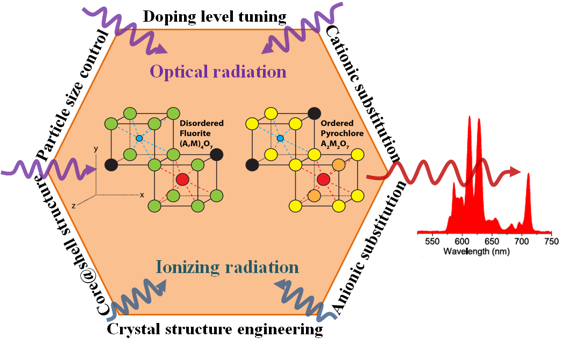 Doping level tuning
Particle size control
Cationic substitution
Optical radiation
Disordered
Fluorite
(A,M)₄O₇
Ordered
Pyrochlore
A₂M₂O₇
y
x
z
Core@shell structure
Anionic substitution
Ionizing radiation
Crystal structure engineering
550 600 650 700 750
Wavelength (nm)